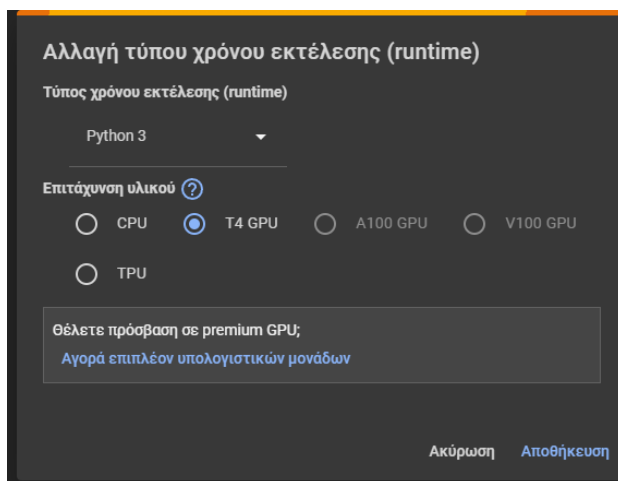 Αλλαγή τύπου χρόνου εκτέλεσης (runtime)
Τύπος χρόνου εκτέλεσης (runtime)
Python 3
Επιτάχυνση υλικού ?
CPU T4 GPU A100 GPU V100 GPU
TPU
Θέλετε πρόσβαση σε premium GPU;
Αγορά επιπλέον υπολογιστικών μονάδων
Ακύρωση Αποθήκευση